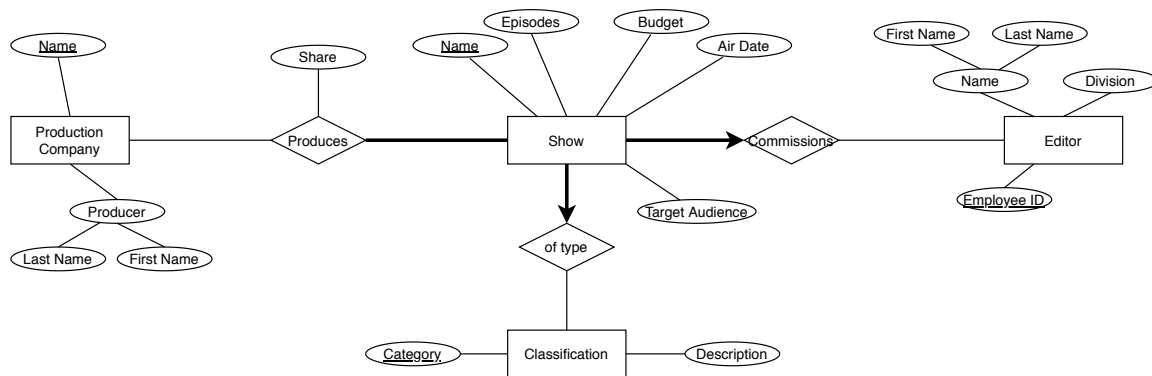 Episodes
Budget
First Name
Last Name
Name
Share
Name
Air Date
Name
Division
Production
Company
Produces
Show
Commissions
Editor
Producer
Target Audience
Employee ID
Last Name
First Name
of type
Category
Classification
Description